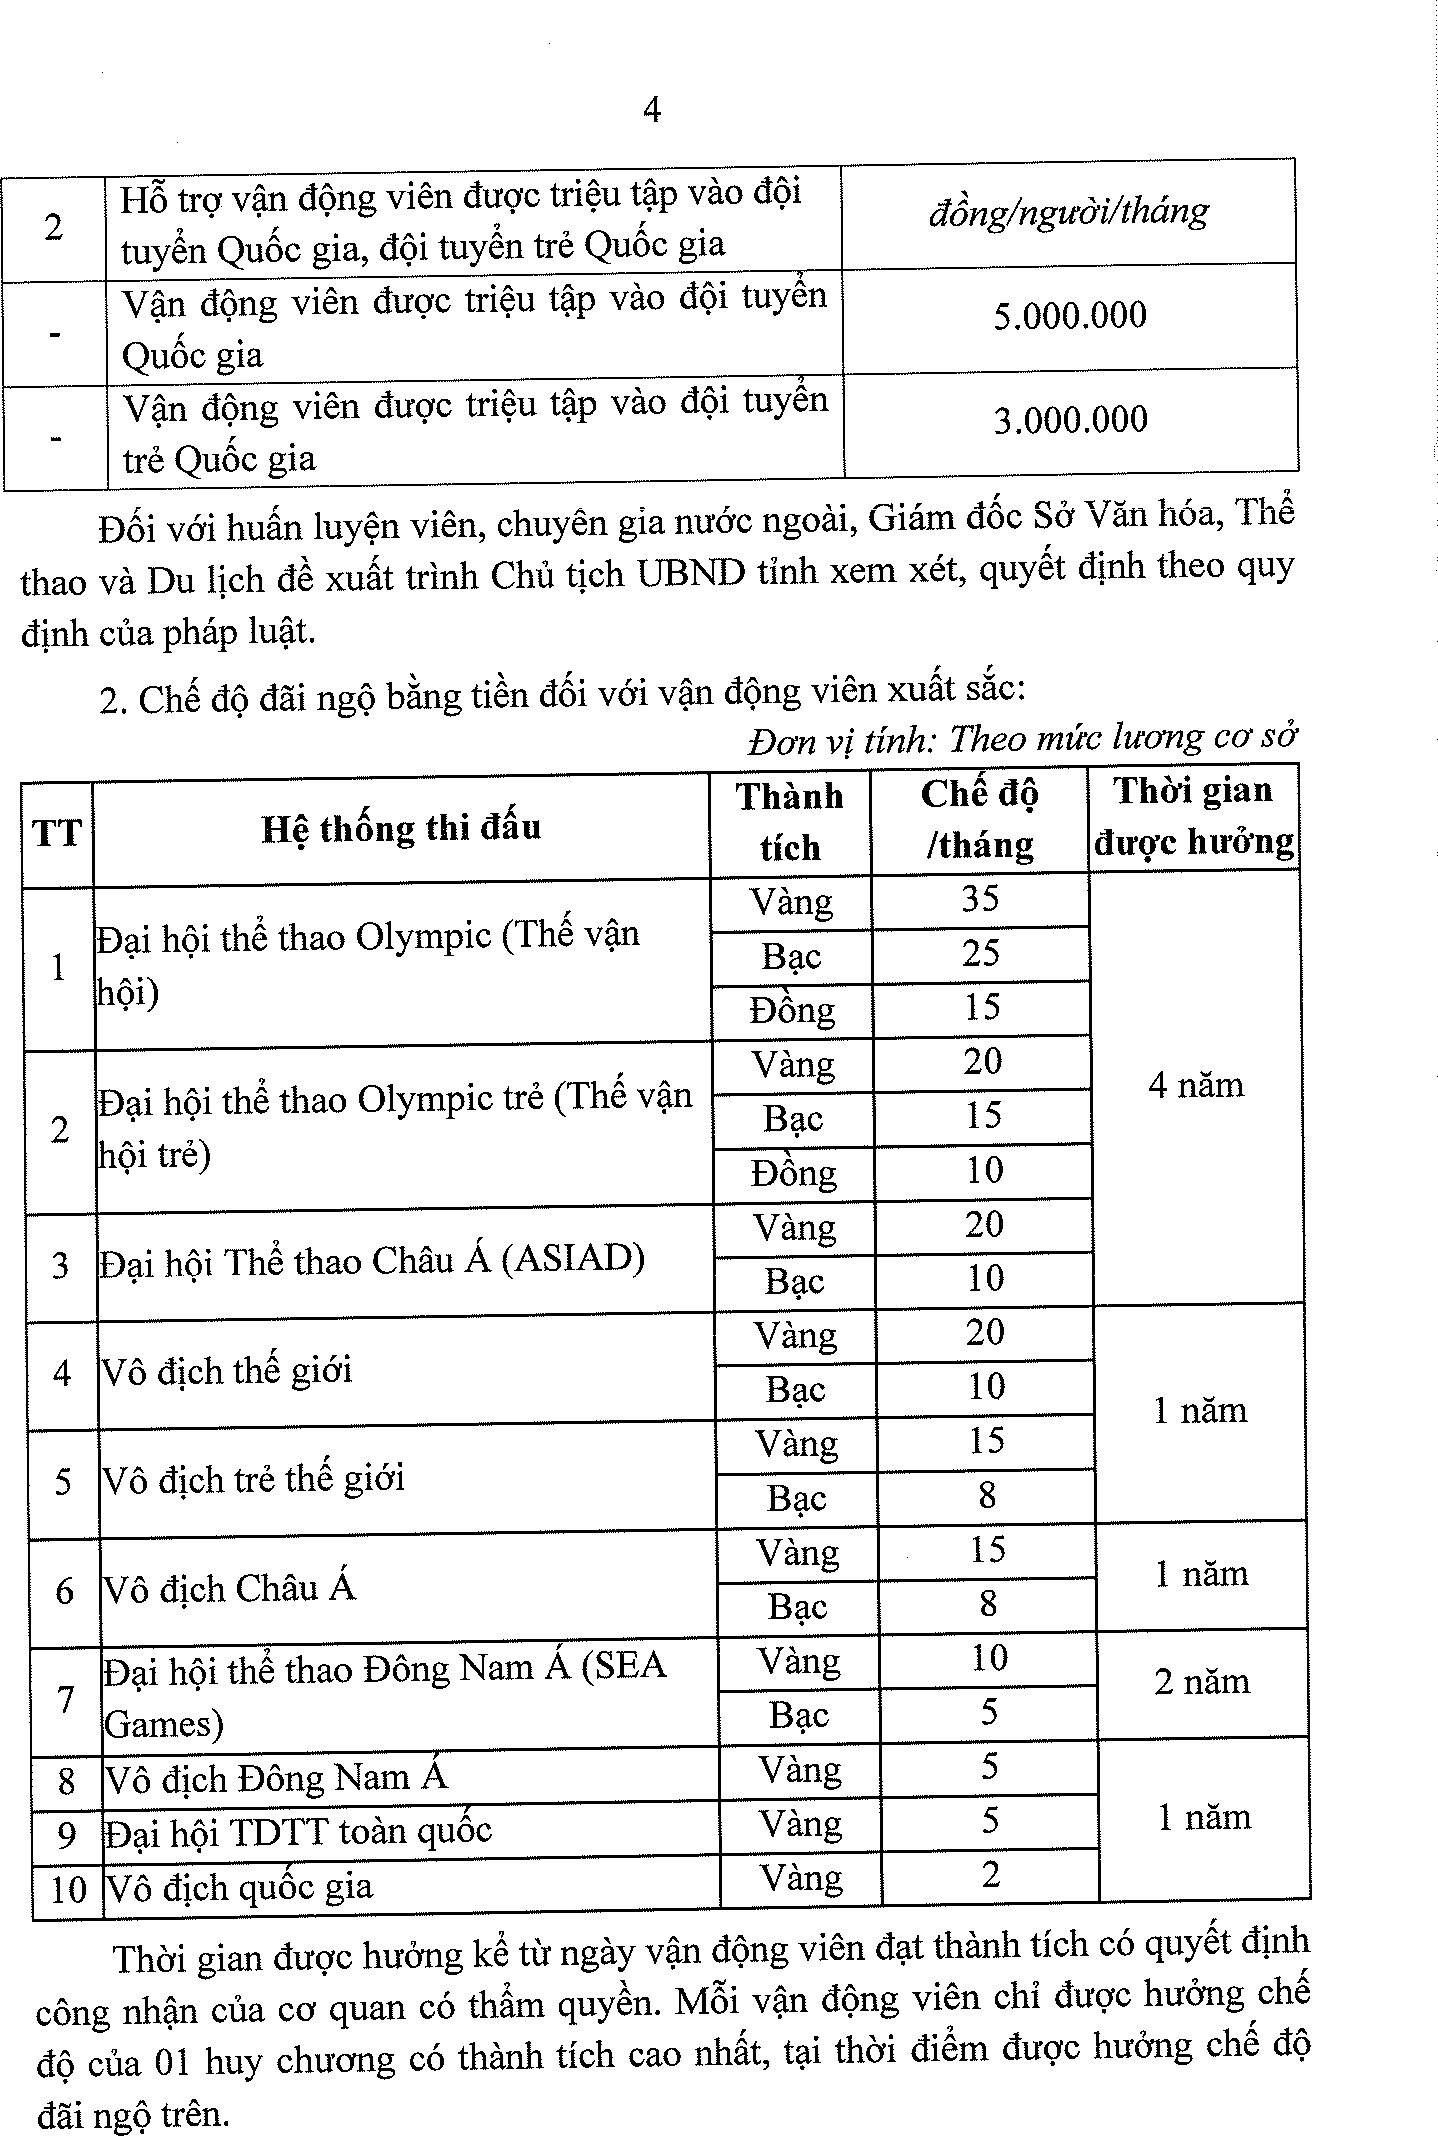 4
2
Hỗ trợ vận động viên được triệu tập vào đội
tuyển Quốc gia, đội tuyển trẻ Quốc gia
đồng/người/tháng
-
Vận động viên được triệu tập vào đội tuyển
Quốc gia
5.000.000
-
Vận động viên được triệu tập vào đội tuyển
trẻ Quốc gia
3.000.000
Đối với huấn luyện viên, chuyên gia nước ngoài, Giám đốc Sở Văn hóa, Thể
thao và Du lịch đề xuất trình Chủ tịch UBND tỉnh xem xét, quyết định theo quy
định của pháp luật.
2. Chế độ đãi ngộ bằng tiền đối với vận động viên xuất sắc:
Đơn vị tính: Theo mức lương cơ sở
TT
Hệ thống thi đấu
Thành
tích
Chế độ
/tháng
Thời gian
được hưởng
1
Đại hội thể thao Olympic (Thế vận
hội)
Vàng 35
Bạc 25
Đồng 15
4 năm
2
Đại hội thể thao Olympic trẻ (Thế vận
hội trẻ)
Vàng 20
Bạc 15
Đồng 10
3
Đại hội Thể thao Châu Á (ASIAD)
Vàng 20
Bạc 10
4
Vô địch thế giới
Vàng 20
Bạc 10
1 năm
5
Vô địch trẻ thế giới
Vàng 15
Bạc 8
6
Vô địch Châu Á
Vàng 15
Bạc 8
1 năm
7
Đại hội thể thao Đông Nam Á (SEA
Games)
Vàng 10
Bạc 5
2 năm
8 Vô địch Đông Nam Á Vàng 5
9 Đại hội TDTT toàn quốc Vàng 5 1 năm
10 Vô địch quốc gia Vàng 2
Thời gian được hưởng kể từ ngày vận động viên đạt thành tích có quyết định
công nhận của cơ quan có thẩm quyền. Mỗi vận động viên chỉ được hưởng chế
độ của 01 huy chương có thành tích cao nhất, tại thời điểm được hưởng chế độ
đãi ngộ trên.